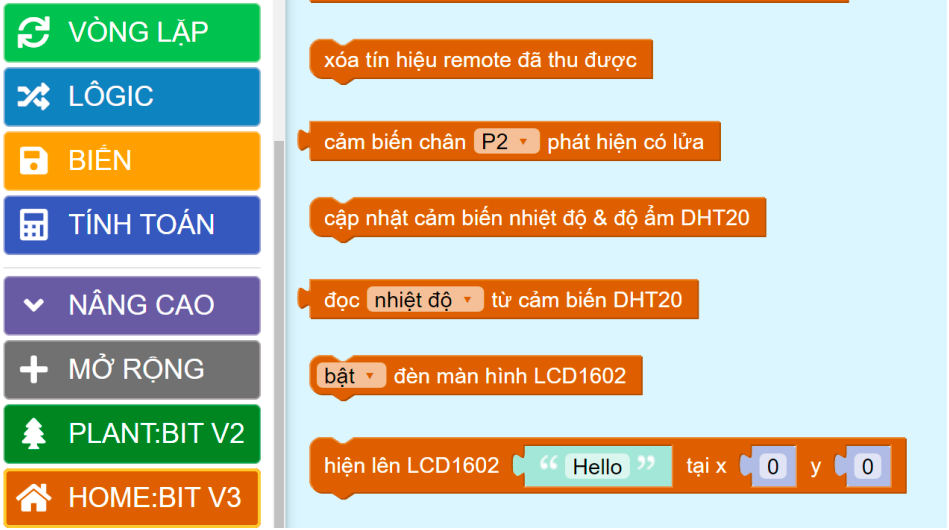 VÒNG LẶP
LÔGIC
BIẾN
TÍNH TOÁN
NÂNG CAO
MỞ RỘNG
PLANT:BIT V2
HOME:BIT V3
xóa tín hiệu remote đã thu được
cảm biến chân P2 phát hiện có lửa
cập nhật cảm biến nhiệt độ & độ ẩm DHT20
đọc nhiệt độ từ cảm biến DHT20
bật đèn màn hình LCD1602
hiện lên LCD1602 “ Hello ” tại x 0 y 0